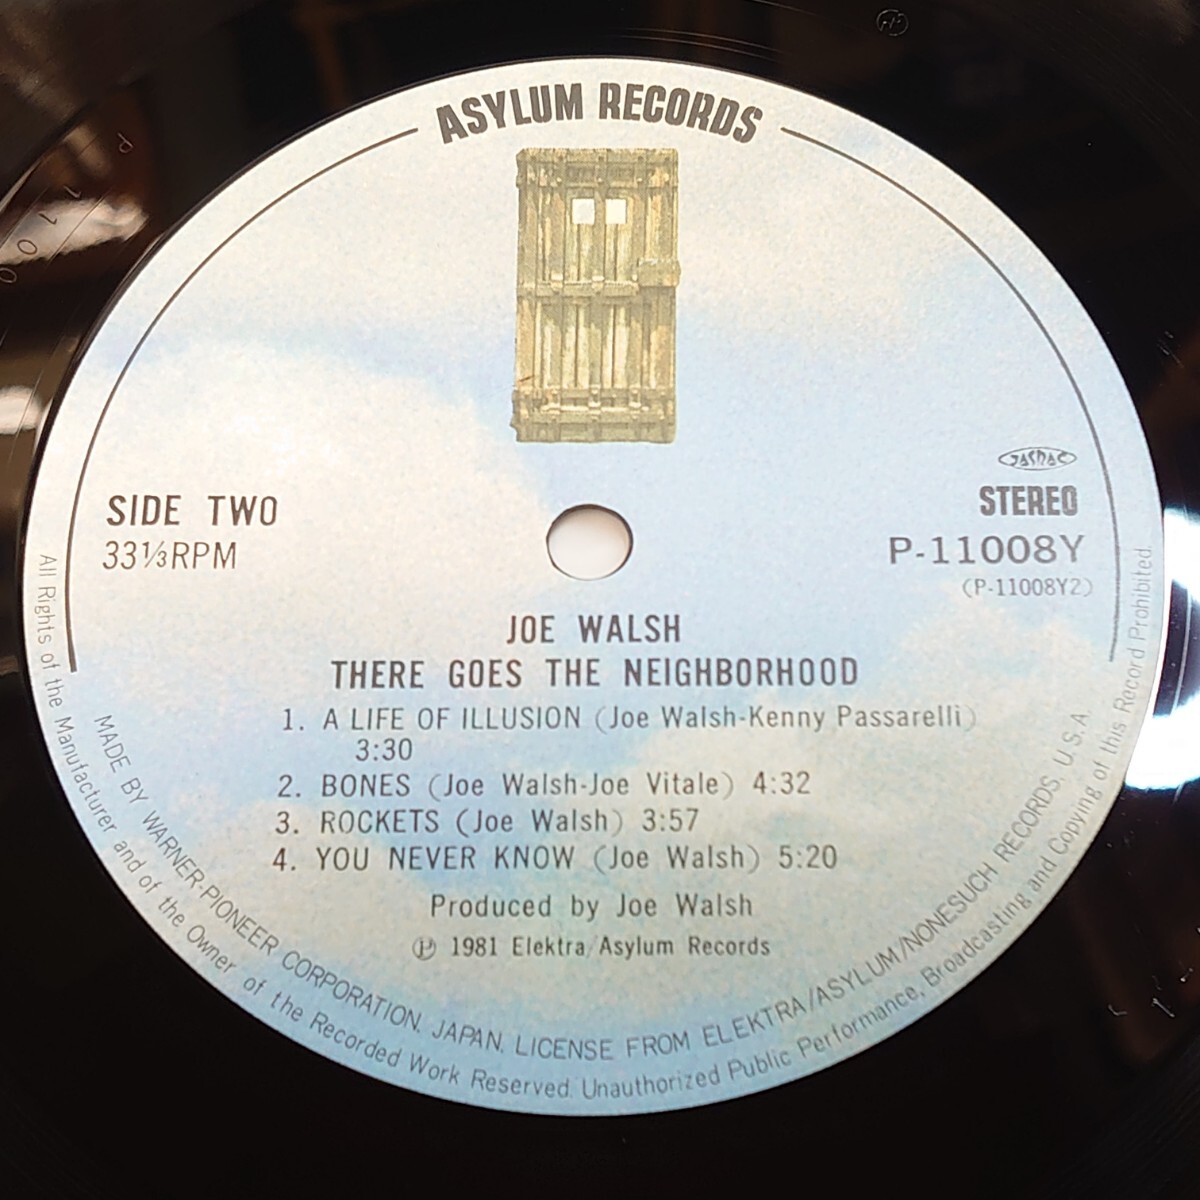 ASYLUM RECORDS
JASRAC
SIDE TWO
STEREO
33⅓RPM
P-11008Y
(P-11008Y2)
JOE WALSH
THERE GOES THE NEIGHBORHOOD
1. A LIFE OF ILLUSION (Joe Walsh-Kenny Passarelli)
3:30
2. BONES (Joe Walsh-Joe Vitale) 4:32
3. ROCKETS (Joe Walsh) 3:57
4. YOU NEVER KNOW (Joe Walsh) 5:20
Produced by Joe Walsh
℗ 1981 Elektra/Asylum Records
MADE BY WARNER-PIONEER CORPORATION, JAPAN. LICENSE FROM ELEKTRA/ASYLUM/NONESUCH RECORDS, U.S.A.
All Rights of the Manufacturer and of the Owner of the Recorded Work Reserved. Unauthorized Public Performance, Broadcasting and Copying of this Record Prohibited.